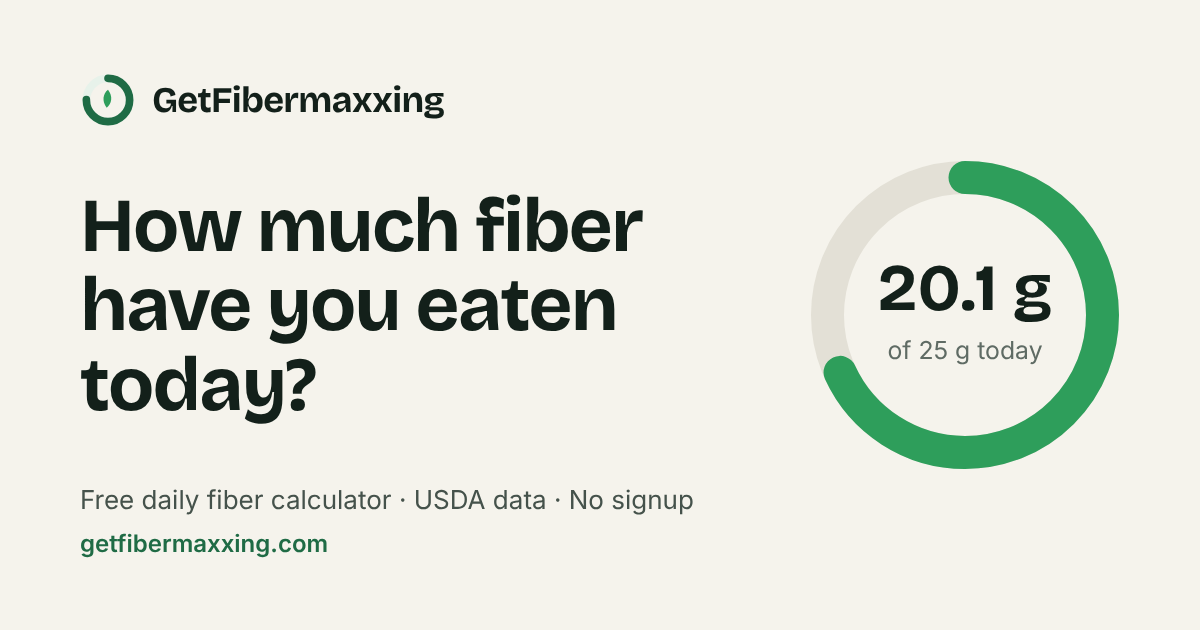 GetFibermaxxing
How much fiber
have you eaten
today?
20.1 g
of 25 g today
Free daily fiber calculator · USDA data · No signup
getfibermaxxing.com